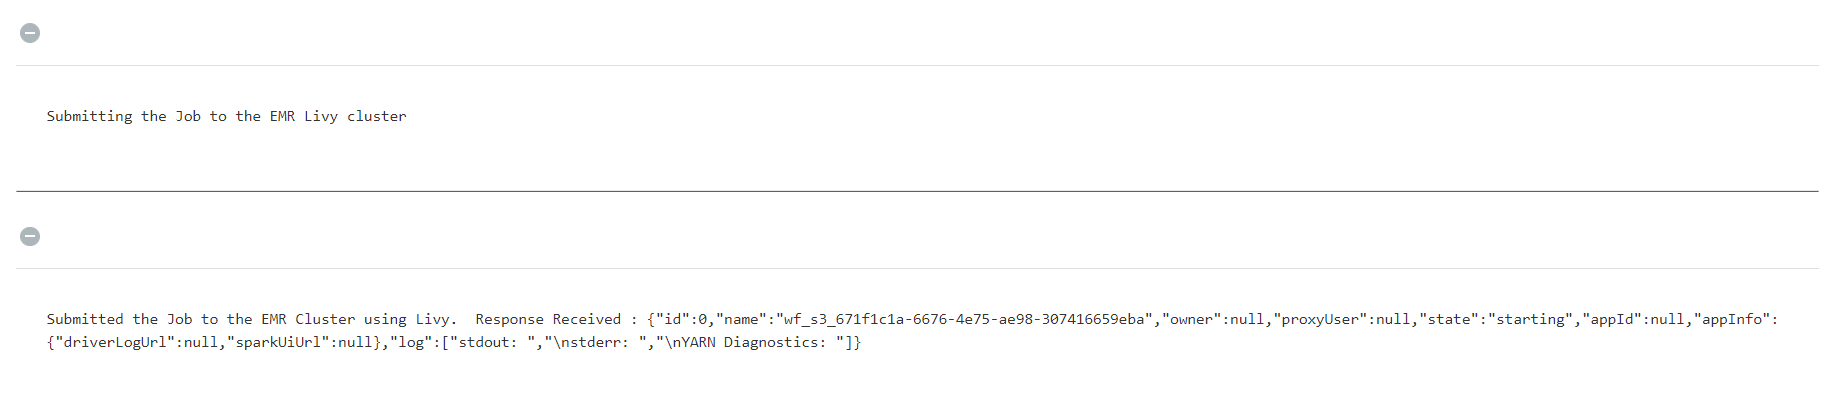 Submitting the Job to the EMR Livy cluster
Submitted the Job to the EMR Cluster using Livy.  Response Received : {"id":0,"name":"wf_s3_671f1c1a-6676-4e75-ae98-307416659eba","owner":null,"proxyUser":null,"state":"starting","appId":null,"appInfo":
{"driverLogUrl":null,"sparkUiUrl":null},"log":["stdout: ","\nstderr: ","\nYARN Diagnostics: "]}